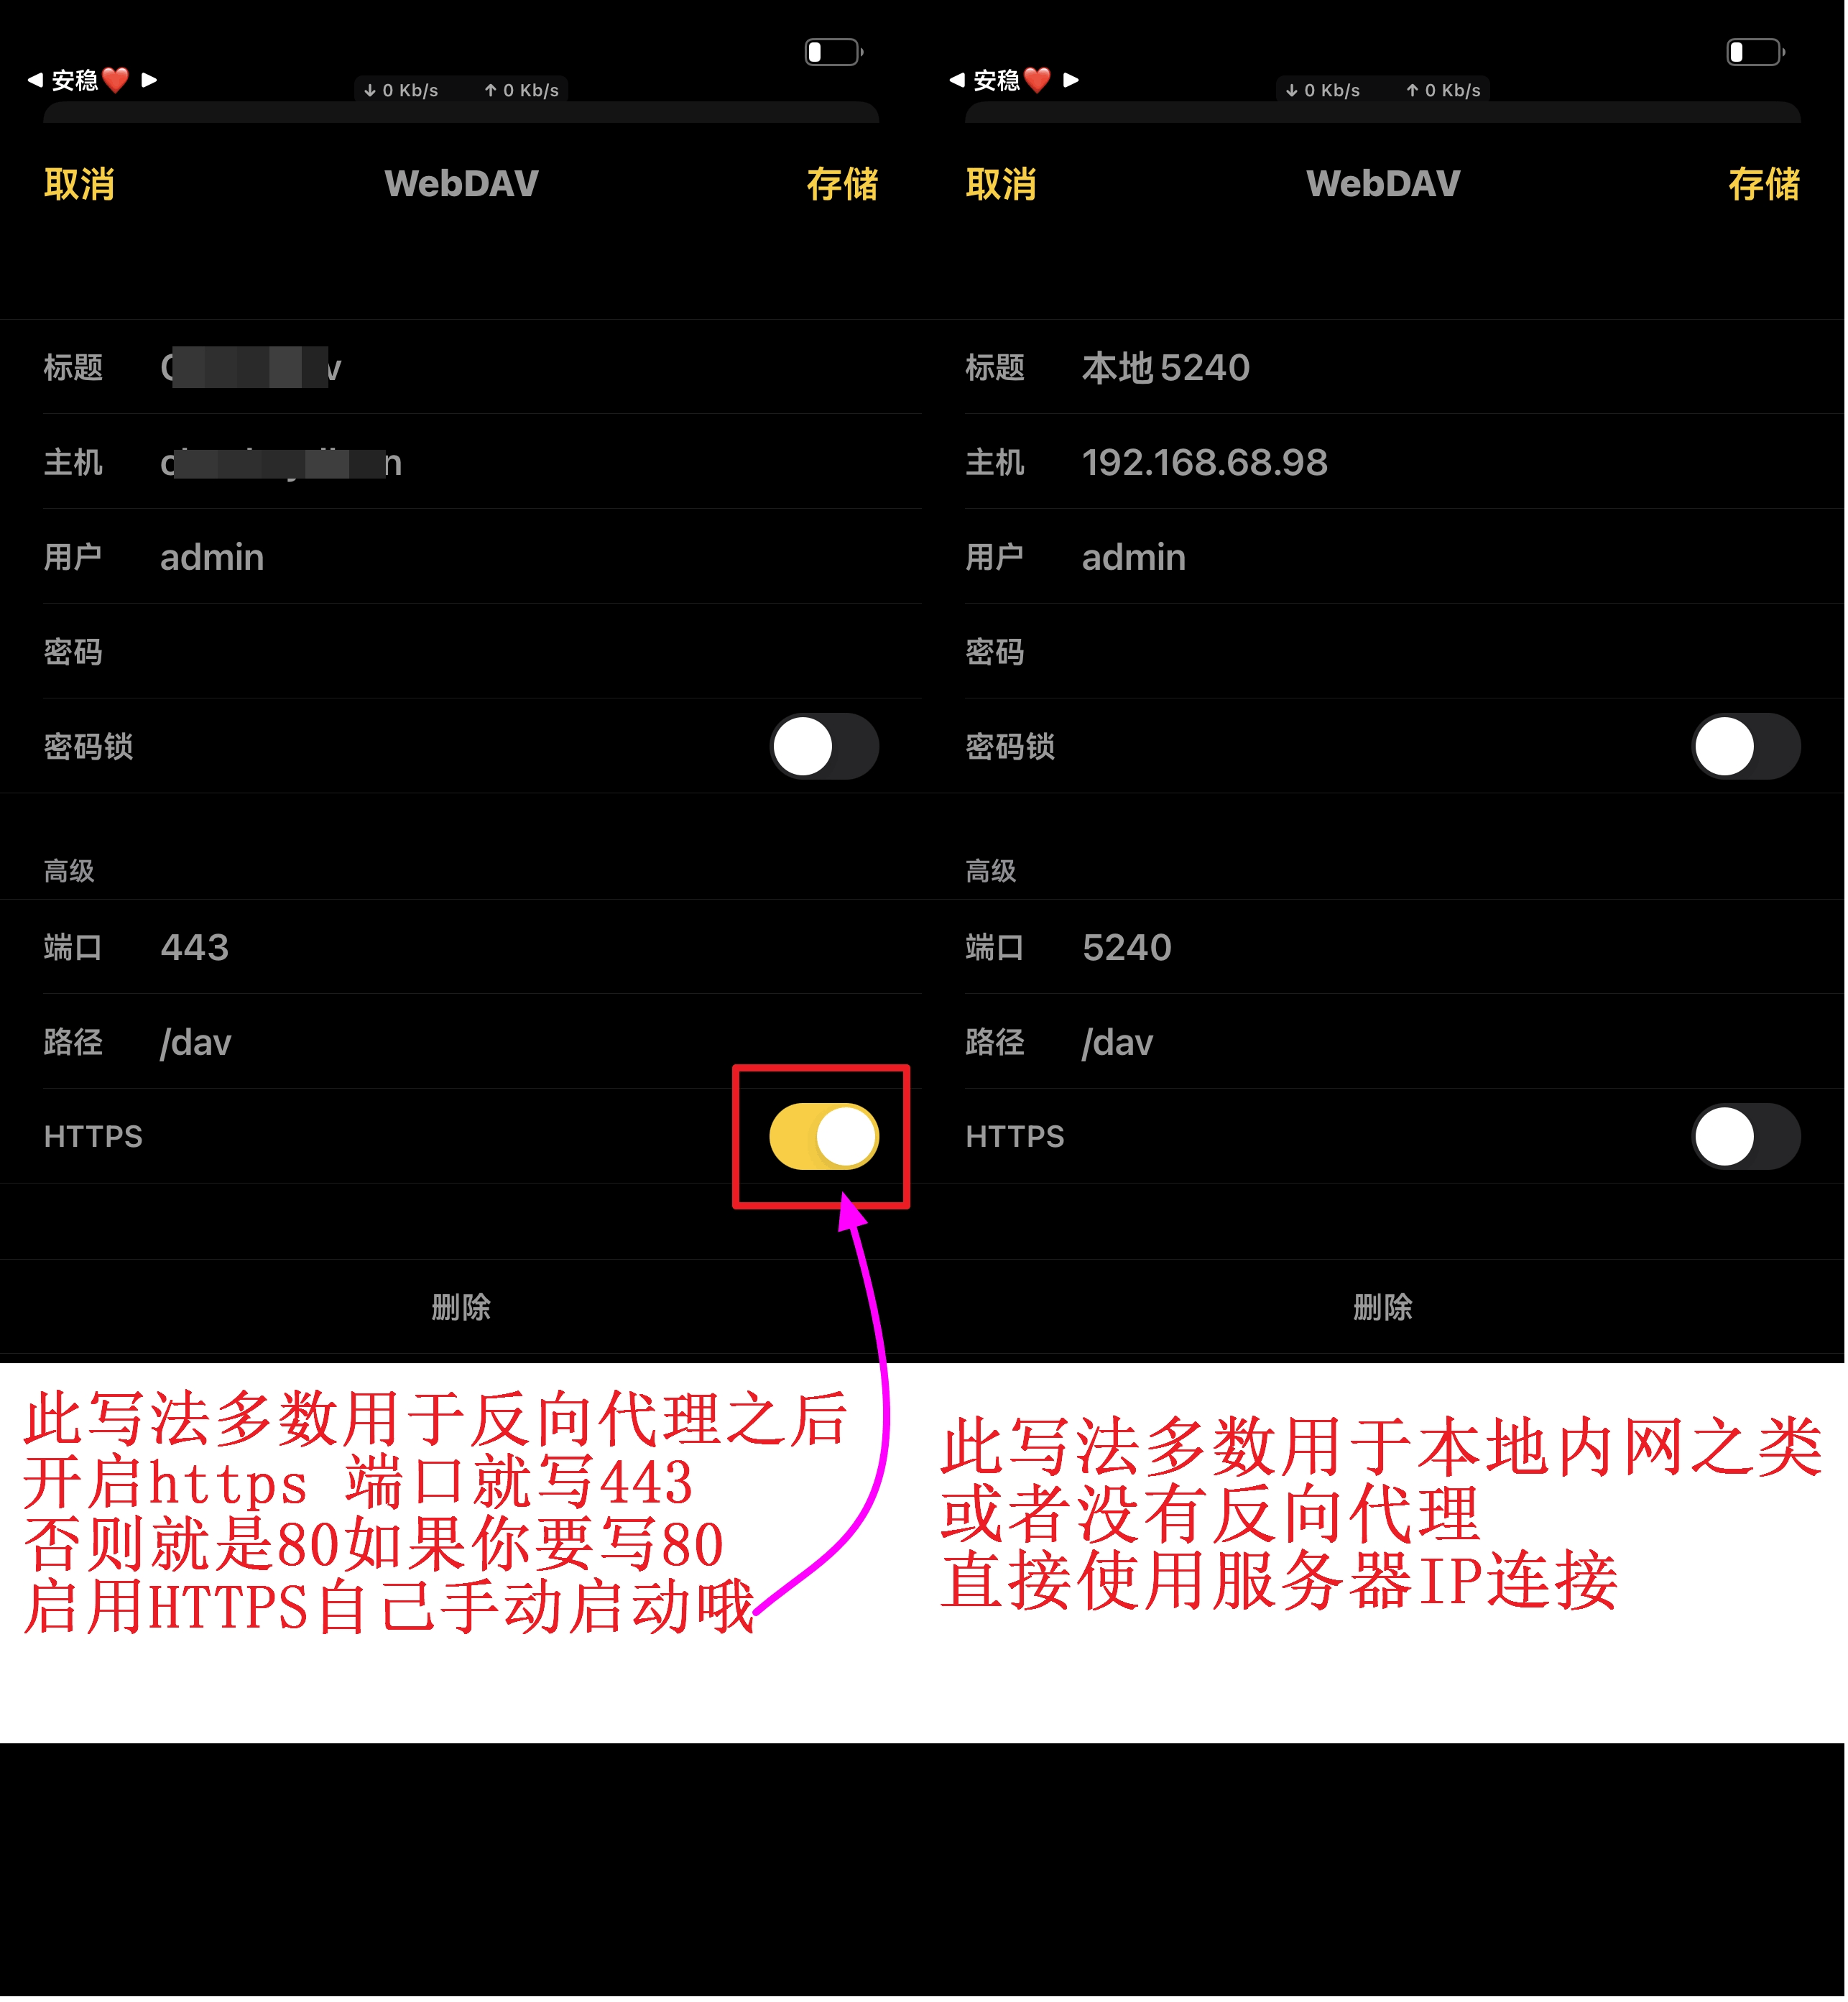 安稳❤️
0 Kb/s 0 Kb/s
取消 WebDAV 存储
标题
主机
用户 admin
密码
密码锁
高级
端口 443
路径 /dav
HTTPS
删除
此写法多数用于反向代理之后
开启https 端口就写443
否则就是80如果你要写80
启用HTTPS自己手动启动哦
安稳❤️
0 Kb/s 0 Kb/s
取消 WebDAV 存储
标题 本地5240
主机 192.168.68.98
用户 admin
密码
密码锁
高级
端口 5240
路径 /dav
HTTPS
删除
此写法多数用于本地内网之类
或者没有反向代理
直接使用服务器IP连接